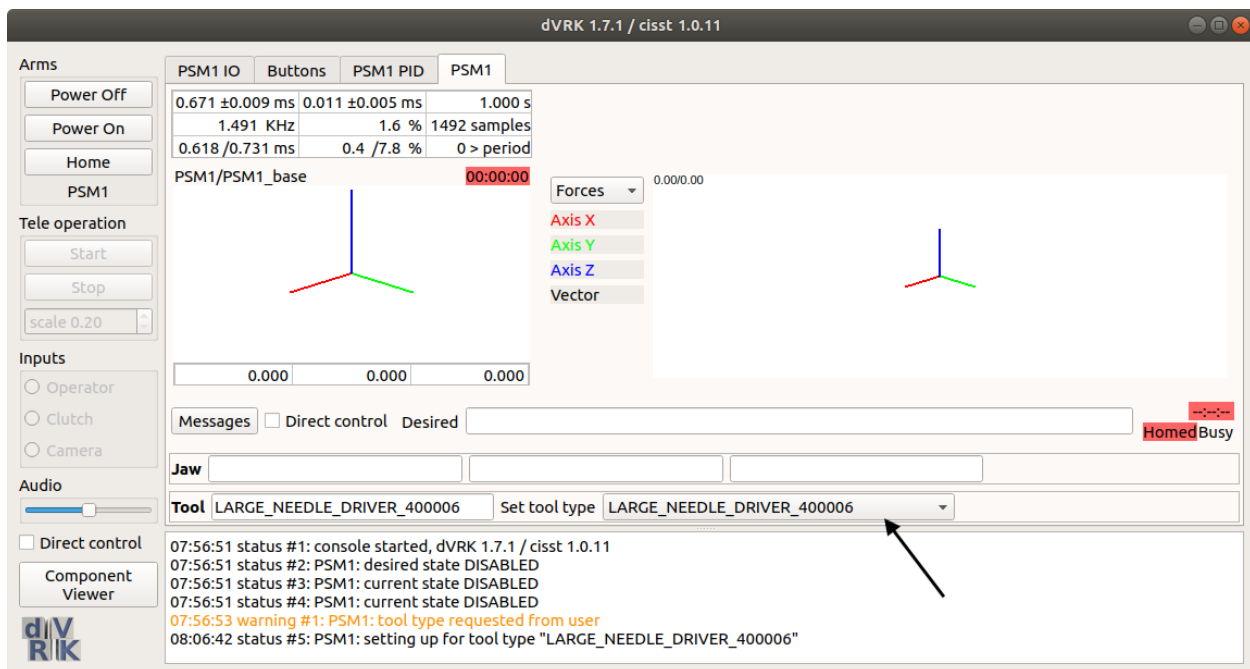 dVRK 1.7.1 / cisst 1.0.11
Arms
Power Off
Power On
Home
PSM1
Tele operation
Start
Stop
scale 0.20
Inputs
Operator
Clutch
Camera
Audio
Direct control
Component
Viewer
dV
RK
PSM1 IO Buttons PSM1 PID PSM1
0.671 ±0.009 ms 0.011 ±0.005 ms 1.000 s
1.491 KHz 1.6 % 1492 samples
0.618 /0.731 ms 0.4 /7.8 % 0 > period
PSM1/PSM1_base 00:00:00
0.000 0.000 0.000
Forces
Axis X
Axis Y
Axis Z
Vector
0.00/0.00
Messages Direct control Desired
--:--:--
Homed Busy
Jaw
Tool LARGE_NEEDLE_DRIVER_400006 Set tool type LARGE_NEEDLE_DRIVER_400006
07:56:51 status #1: console started, dVRK 1.7.1 / cisst 1.0.11
07:56:51 status #2: PSM1: desired state DISABLED
07:56:51 status #3: PSM1: current state DISABLED
07:56:51 status #4: PSM1: current state DISABLED
07:56:53 warning #1: PSM1: tool type requested from user
08:06:42 status #5: PSM1: setting up for tool type "LARGE_NEEDLE_DRIVER_400006"